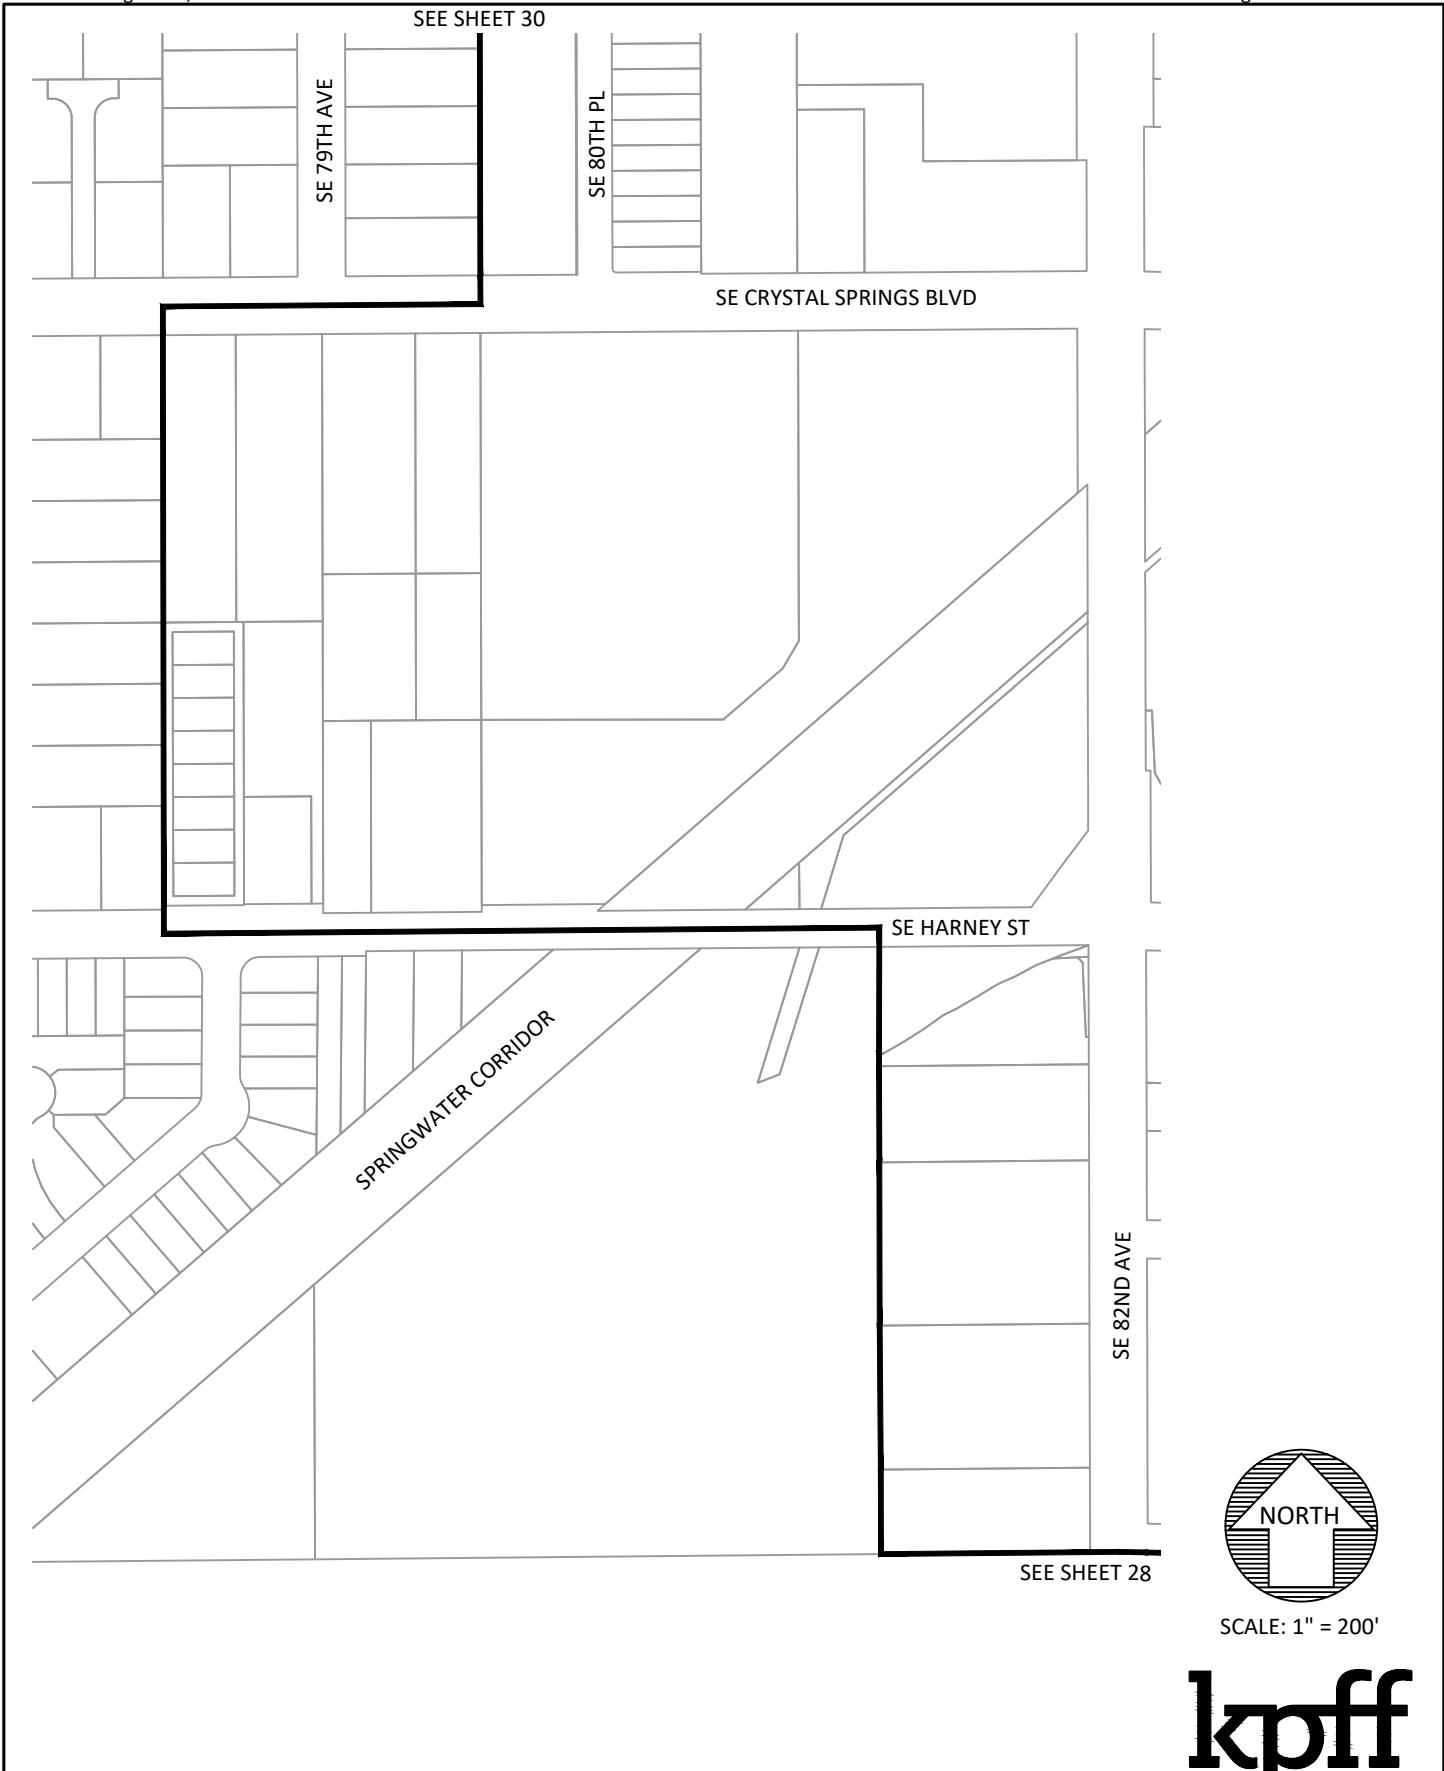 SEE SHEET 30
SE 79TH AVE
SE 80TH PL
SE CRYSTAL SPRINGS BLVD
SE HARNEY ST
SPRINGWATER CORRIDOR
SE 82ND AVE
NORTH
SEE SHEET 28
SCALE: 1" = 200'
kpff